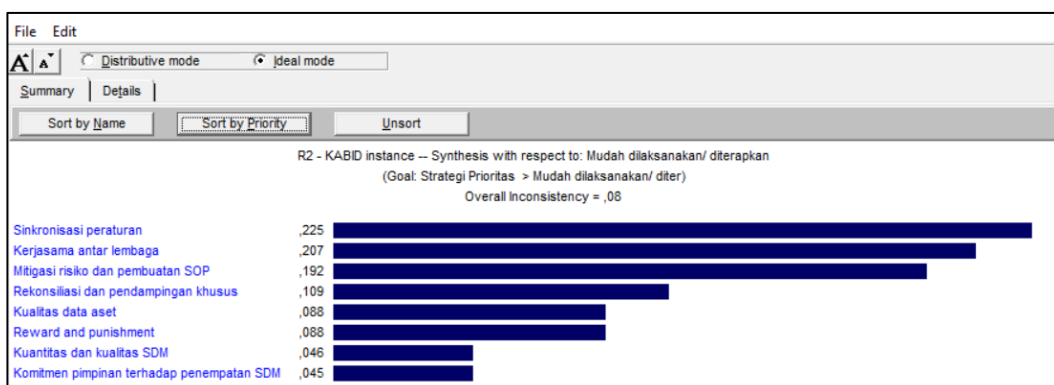 File Edit
A A Distributive mode Ideal mode
Summary Details
Sort by Name Sort by Priority Unsort
R2 - KABID instance -- Synthesis with respect to: Mudah dilaksanakan/ diterapkan
(Goal: Strategi Prioritas > Mudah dilaksanakan/ diter)
Overall Inconsistency = ,08
Sinkronisasi peraturan ,225
Kerjasama antar lembaga ,207
Mitigasi risiko dan pembuatan SOP ,192
Rekonsiliasi dan pendampingan khusus ,109
Kualitas data aset ,088
Reward and punishment ,088
Kuantitas dan kualitas SDM ,046
Komitmen pimpinan terhadap penempatan SDM ,045